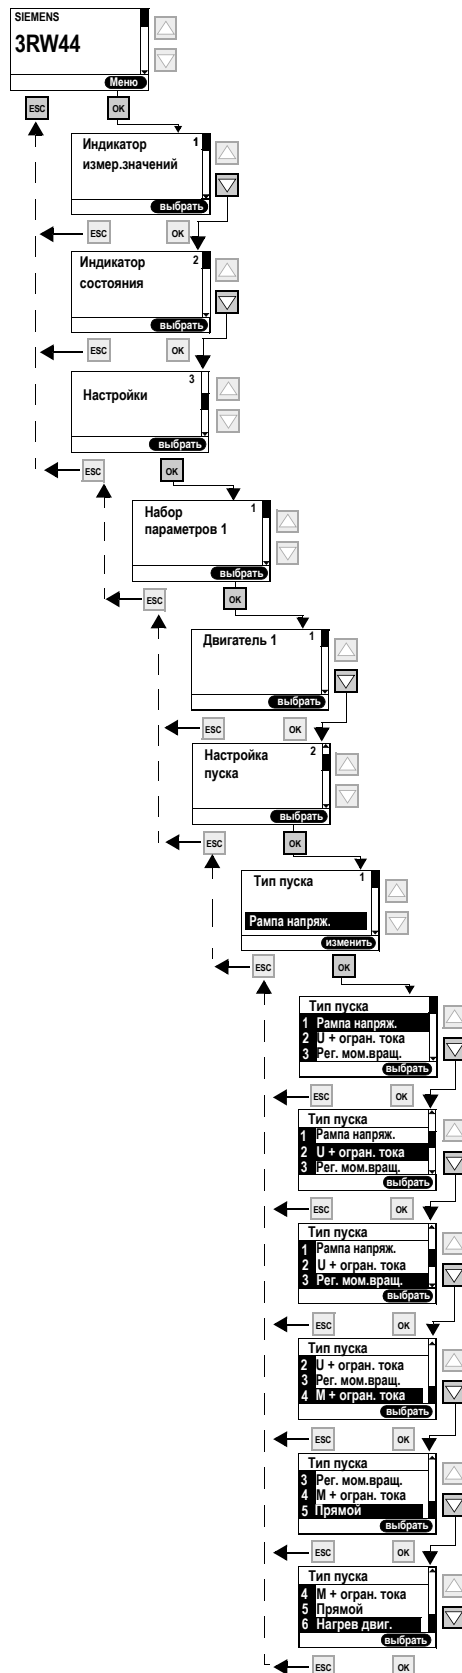 SIEMENS
3RW44
Меню
ESC
OK
Индикатор 1
измер.значений
выбрать
ESC
OK
Индикатор 2
состояния
выбрать
ESC
OK
3
Настройки
выбрать
ESC
OK
Набор 1
параметров 1
выбрать
ESC
OK
Двигатель 1 1
выбрать
ESC
OK
Настройка 2
пуска
выбрать
ESC
OK
Тип пуска 1
Рампа напряж.
изменить
ESC
OK
Тип пуска
1 Рампа напряж.
2 U + огран. тока
3 Рег. мом.вращ.
выбрать
ESC
OK
Тип пуска
1 Рампа напряж.
2 U + огран. тока
3 Рег. мом.вращ.
выбрать
ESC
OK
Тип пуска
1 Рампа напряж.
2 U + огран. тока
3 Рег. мом.вращ.
выбрать
ESC
OK
Тип пуска
2 U + огран. тока
3 Рег. мом.вращ.
4 М + огран. тока
выбрать
ESC
OK
Тип пуска
3 Рег. мом.вращ.
4 М + огран. тока
5 Прямой
выбрать
ESC
OK
Тип пуска
4 М + огран. тока
5 Прямой
6 Нагрев двиг.
выбрать
ESC
OK